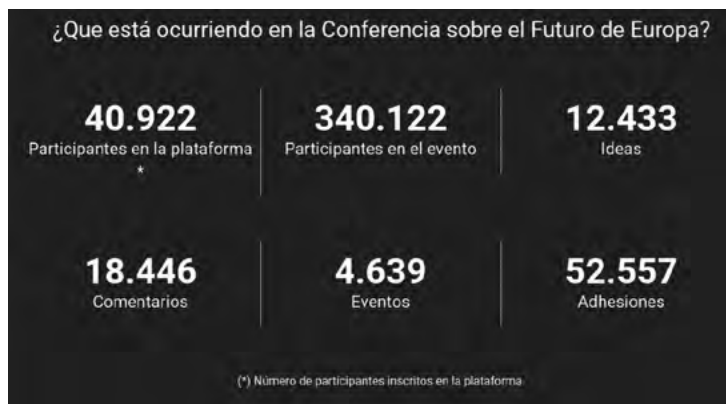 ¿Que está ocurriendo en la Conferencia sobre el Futuro de Europa?
40.922
Participantes en la plataforma
*
340.122
Participantes en el evento
12.433
Ideas
18.446
Comentarios
4.639
Eventos
52.557
Adhesiones
(*) Número de participantes inscritos en la plataforma